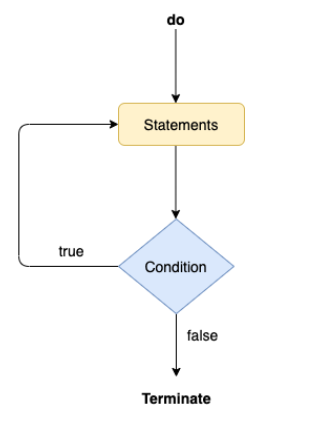 do
Statements
true
Condition
false
Terminate